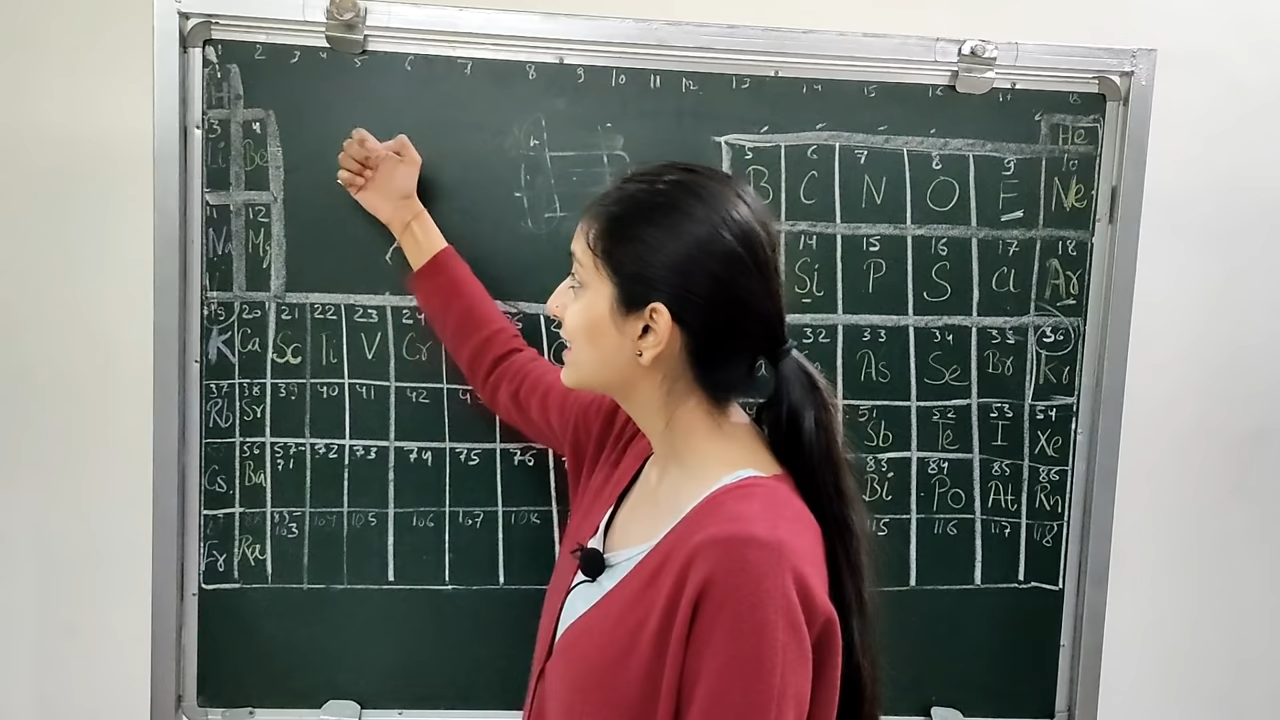 1 2 3 4 5 6 7 8 9 10 11 12 13 14 15 16 17 18
1
H He
3 4 5 6 7 8 9 10
Li Be B C N O F Ne
11 12 14 15 16 17 18
Na Mg Si P S Cl Ar
19 20 21 22 23 24 32 33 34 35 36
K Ca Sc Ti V Cr As Se Br Kr
37 38 39 40 41 42 51 52 53 54
Rb Sr Sb Te I Xe
56 57- 72 73 74 75 76 83 84 85 86
71
Cs Ba Bi Po At Rn
89- 104 105 106 107 108 115 116 117 118
103
Fr Ra